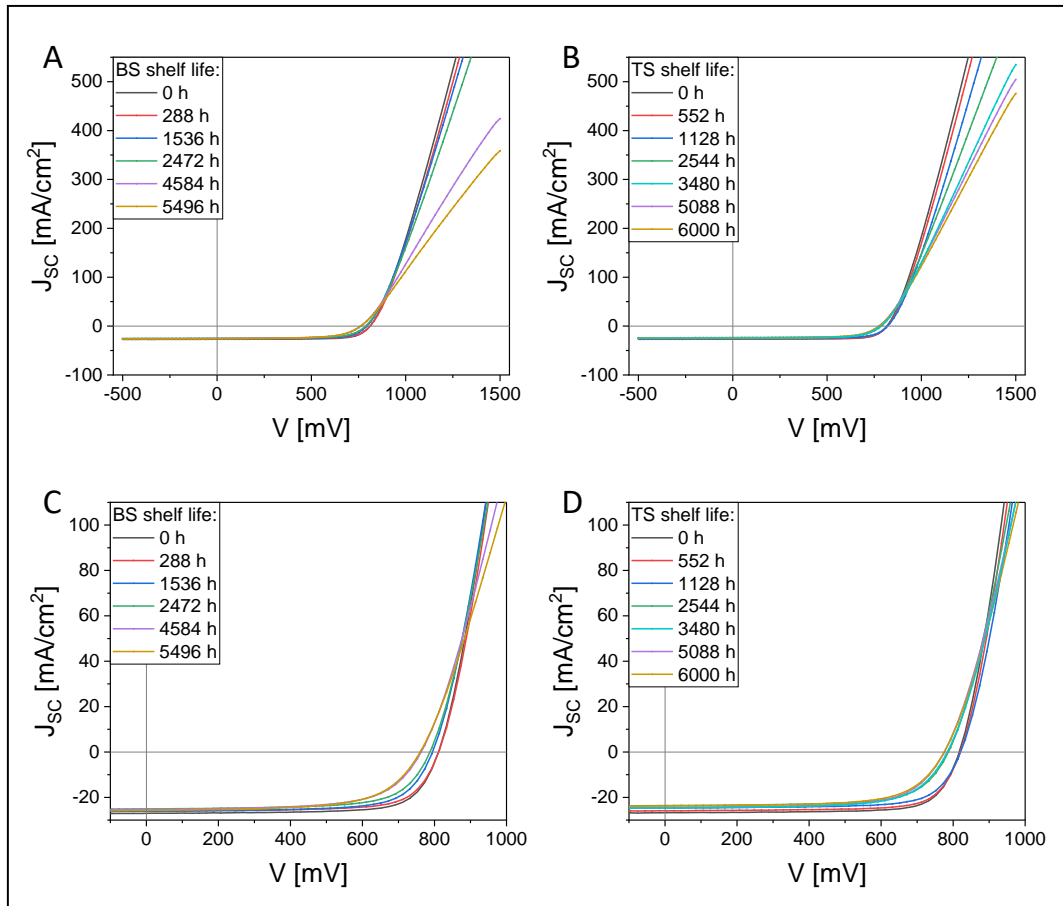 A
BS shelf life:
0 h
288 h
1536 h
2472 h
4584 h
5496 h
500
400
300
200
100
0
-100
J_SC [mA/cm²]
-500 0 500 1000 1500
V [mV]
B
TS shelf life:
0 h
552 h
1128 h
2544 h
3480 h
5088 h
6000 h
500
400
300
200
100
0
-100
J_SC [mA/cm²]
-500 0 500 1000 1500
V [mV]
C
BS shelf life:
0 h
288 h
1536 h
2472 h
4584 h
5496 h
100
80
60
40
20
0
-20
J_SC [mA/cm²]
0 200 400 600 800 1000
V [mV]
D
TS shelf life:
0 h
552 h
1128 h
2544 h
3480 h
5088 h
6000 h
100
80
60
40
20
0
-20
J_SC [mA/cm²]
0 200 400 600 800 1000
V [mV]